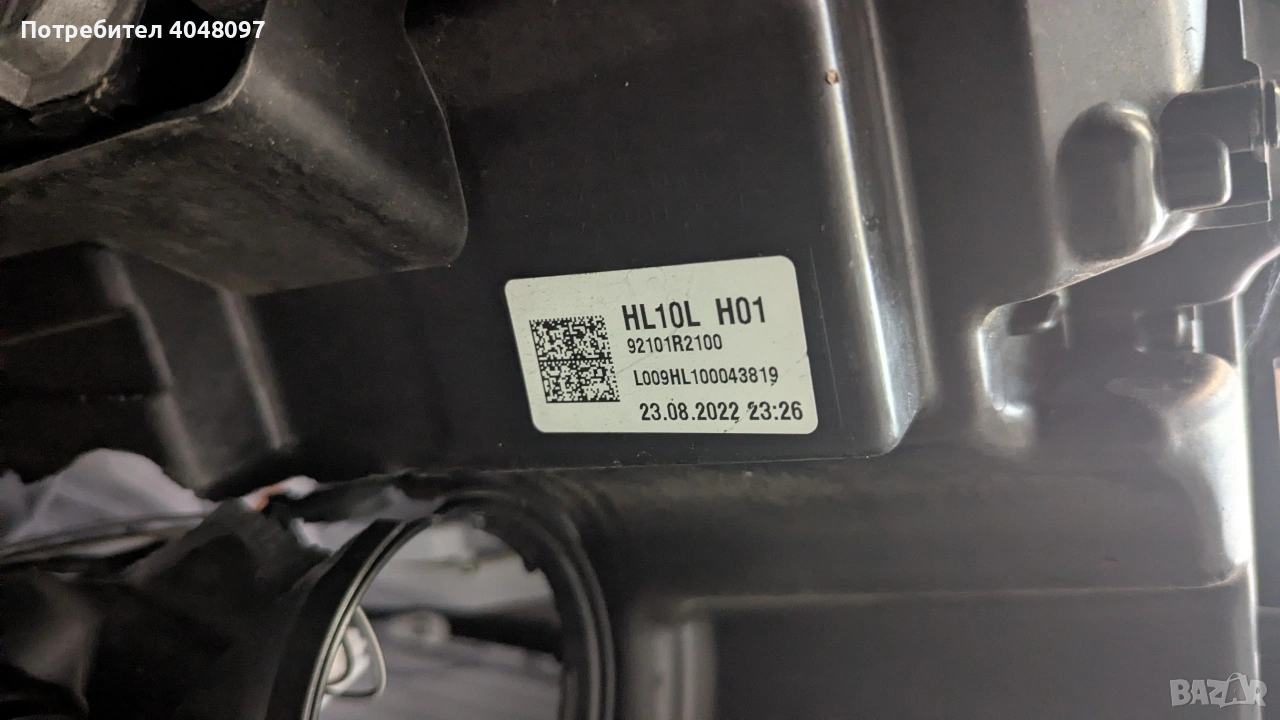 Потребител 4048097
HL10L H01
92101R2100
L009HL100043819
23.08.2022 23:26
BAZAR